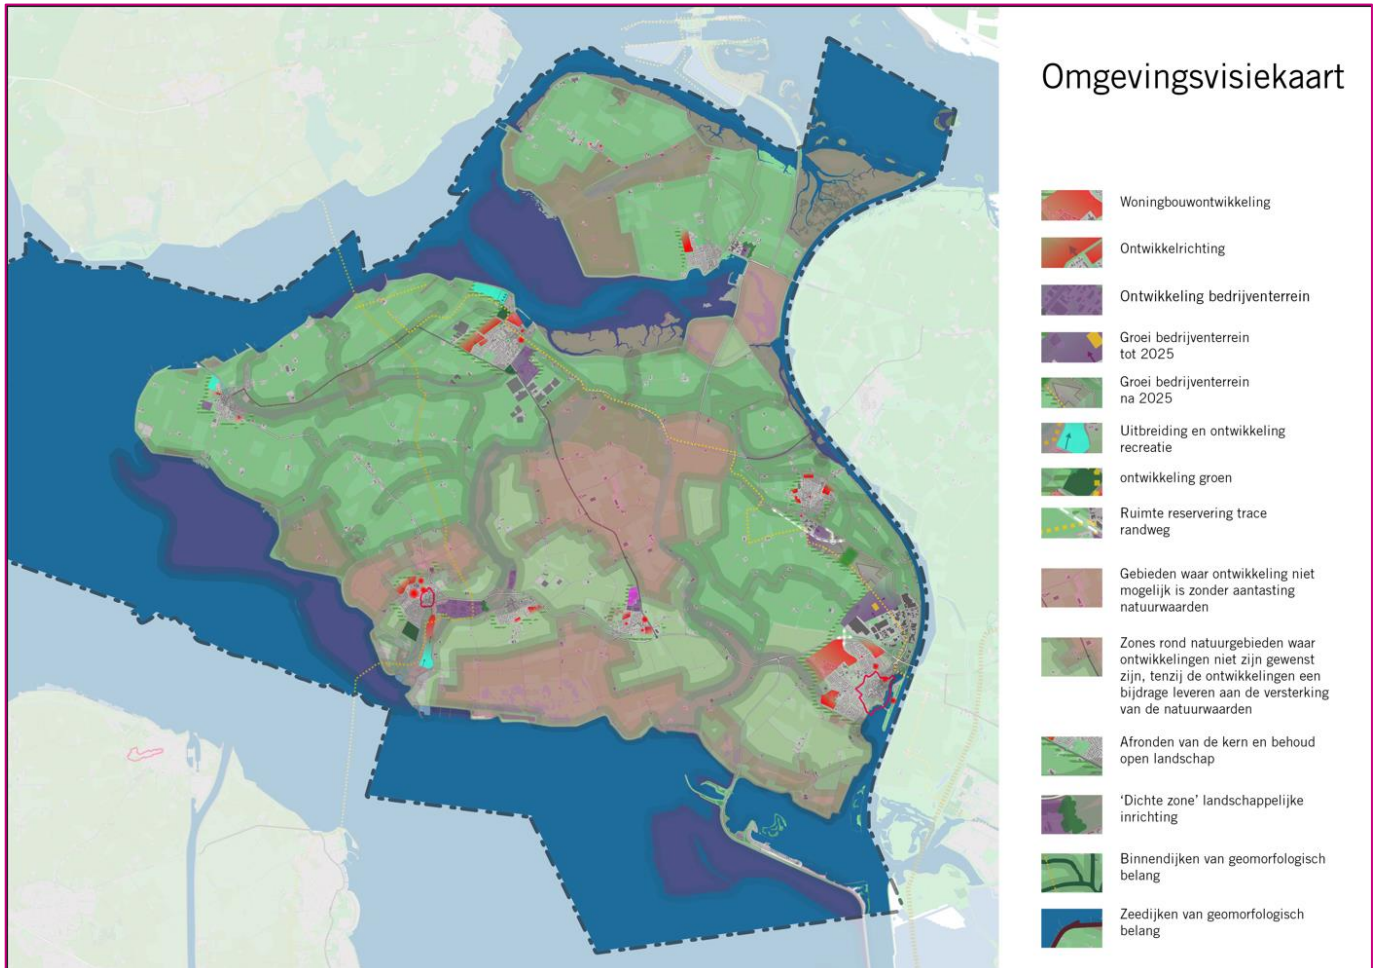 Omgevingsvisiekaart
Woningbouwontwikkeling
Ontwikkelrichting
Ontwikkeling bedrijventerrein
Groei bedrijventerrein
tot 2025
Groei bedrijventerrein
na 2025
Uitbreiding en ontwikkeling
recreatie
ontwikkeling groen
Ruimte reservering trace
randweg
Gebieden waar ontwikkeling niet
mogelijk is zonder aantasting
natuurwaarden
Zones rond natuurgebieden waar
ontwikkelingen niet zijn gewenst
zijn, tenzij de ontwikkelingen een
bijdrage leveren aan de versterking
van de natuurwaarden
Afronden van de kern en behoud
open landschap
‘Dichte zone’ landschappelijke
inrichting
Binnendijken van geomorfologisch
belang
Zeedijken van geomorfologisch
belang